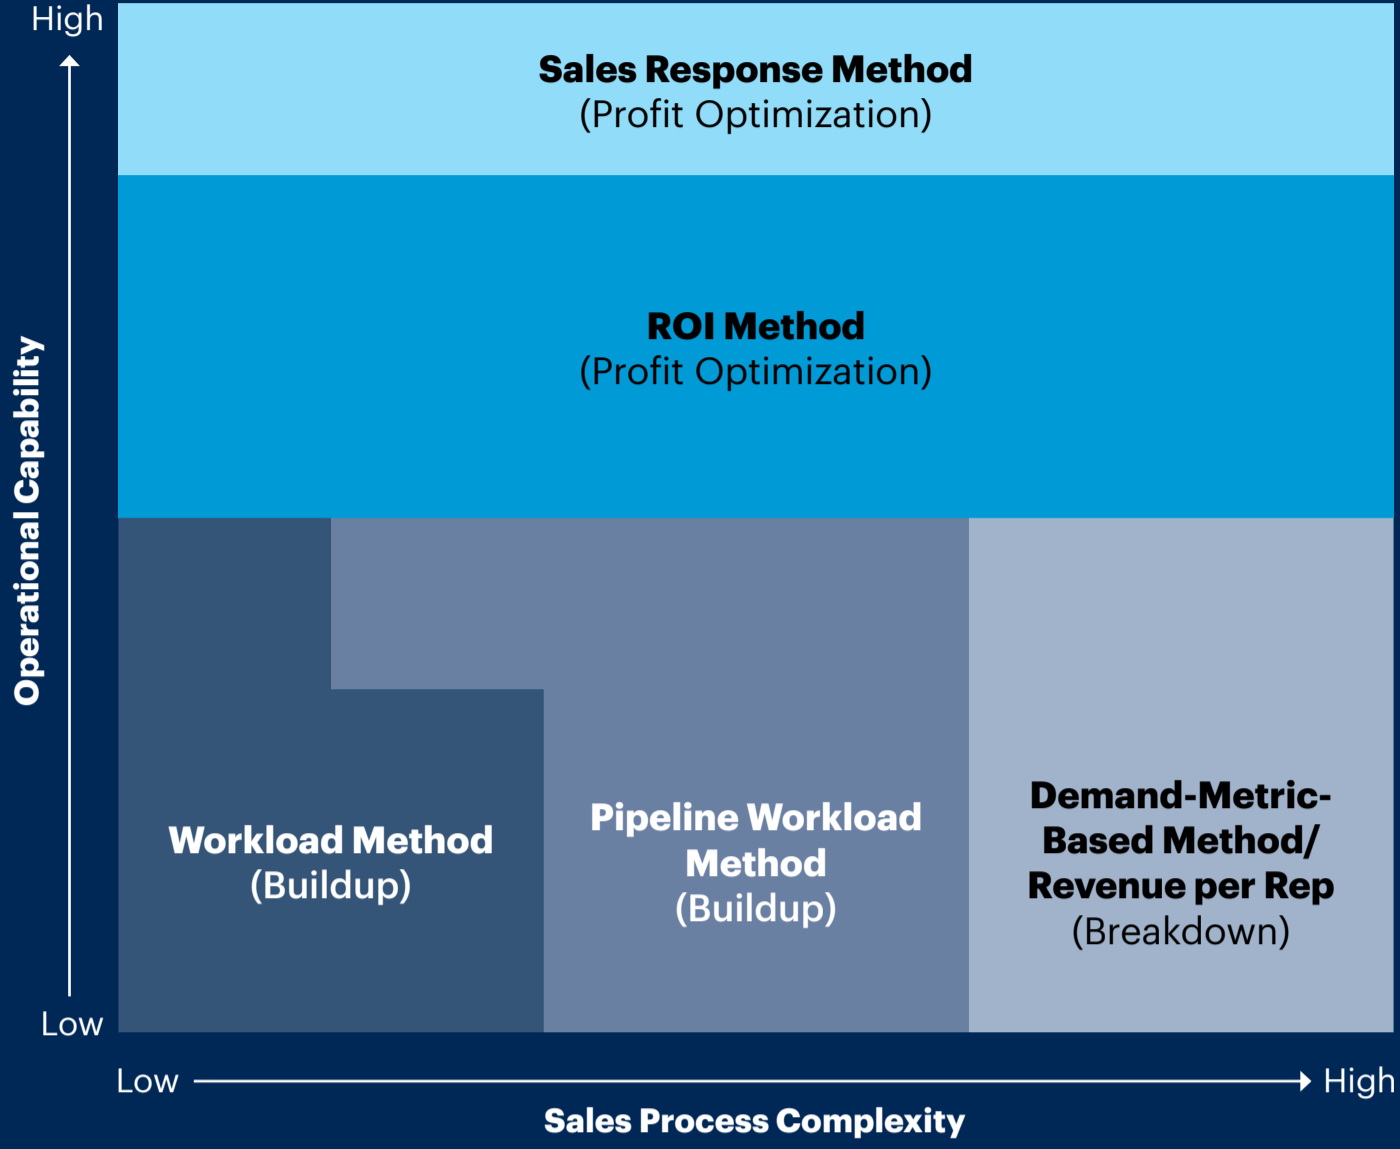 High
Sales Response Method
(Profit Optimization)
ROI Method
(Profit Optimization)
Operational Capability
Workload Method
(Buildup)
Pipeline Workload
Method
(Buildup)
Demand-Metric-
Based Method/
Revenue per Rep
(Breakdown)
Low
Low
High
Sales Process Complexity